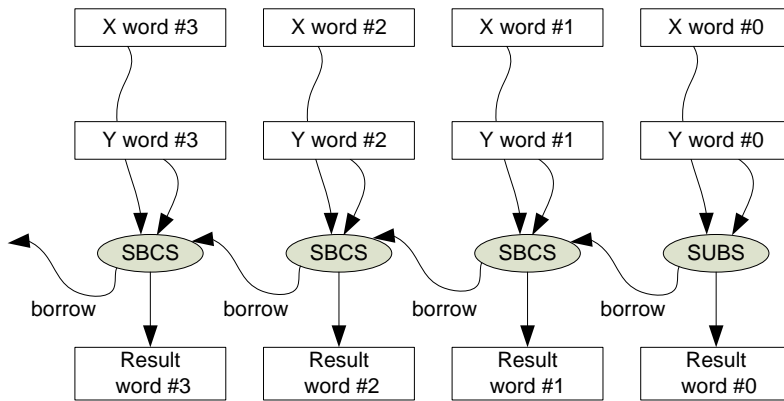 X word #3
X word #2
X word #1
X word #0
Y word #3
Y word #2
Y word #1
Y word #0
SBCS
SBCS
SBCS
SUBS
borrow
borrow
borrow
borrow
Result
word #3
Result
word #2
Result
word #1
Result
word #0